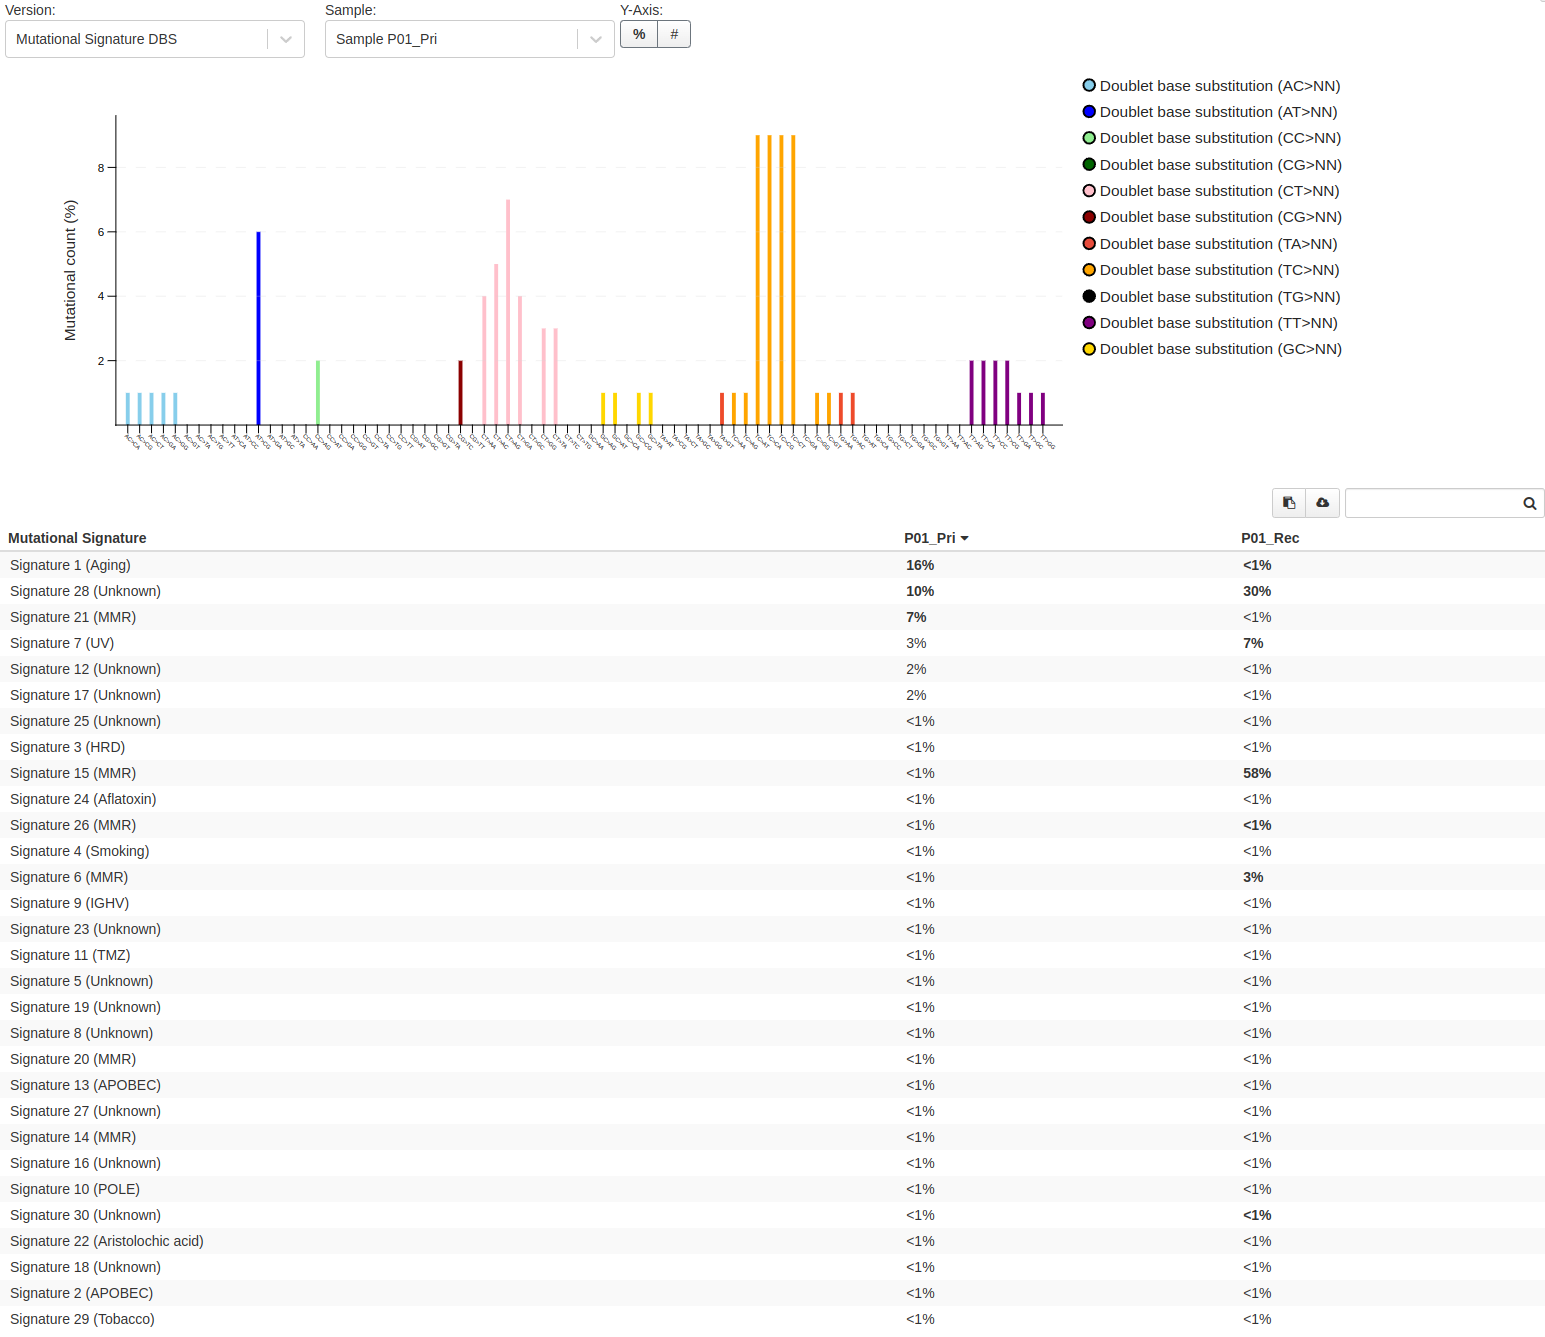 Version: Sample: Y-Axis:
Mutational Signature DBS Sample P01_Pri % #
Doublet base substitution (AC>NN)
Doublet base substitution (AT>NN)
Doublet base substitution (CC>NN)
Doublet base substitution (CG>NN)
Doublet base substitution (CT>NN)
Doublet base substitution (CG>NN)
Doublet base substitution (TA>NN)
Doublet base substitution (TC>NN)
Doublet base substitution (TG>NN)
Doublet base substitution (TT>NN)
Doublet base substitution (GC>NN)
Mutational count (%)
8
6
4
2
Mutational Signature P01_Pri P01_Rec
Signature 1 (Aging) 16% <1%
Signature 28 (Unknown) 10% 30%
Signature 21 (MMR) 7% <1%
Signature 7 (UV) 3% 7%
Signature 12 (Unknown) 2% <1%
Signature 17 (Unknown) 2% <1%
Signature 25 (Unknown) <1% <1%
Signature 3 (HRD) <1% <1%
Signature 15 (MMR) <1% 58%
Signature 24 (Aflatoxin) <1% <1%
Signature 26 (MMR) <1% <1%
Signature 4 (Smoking) <1% <1%
Signature 6 (MMR) <1% 3%
Signature 9 (IGHV) <1% <1%
Signature 23 (Unknown) <1% <1%
Signature 11 (TMZ) <1% <1%
Signature 5 (Unknown) <1% <1%
Signature 19 (Unknown) <1% <1%
Signature 8 (Unknown) <1% <1%
Signature 20 (MMR) <1% <1%
Signature 13 (APOBEC) <1% <1%
Signature 27 (Unknown) <1% <1%
Signature 14 (MMR) <1% <1%
Signature 16 (Unknown) <1% <1%
Signature 10 (POLE) <1% <1%
Signature 30 (Unknown) <1% <1%
Signature 22 (Aristolochic acid) <1% <1%
Signature 18 (Unknown) <1% <1%
Signature 2 (APOBEC) <1% <1%
Signature 29 (Tobacco) <1% <1%